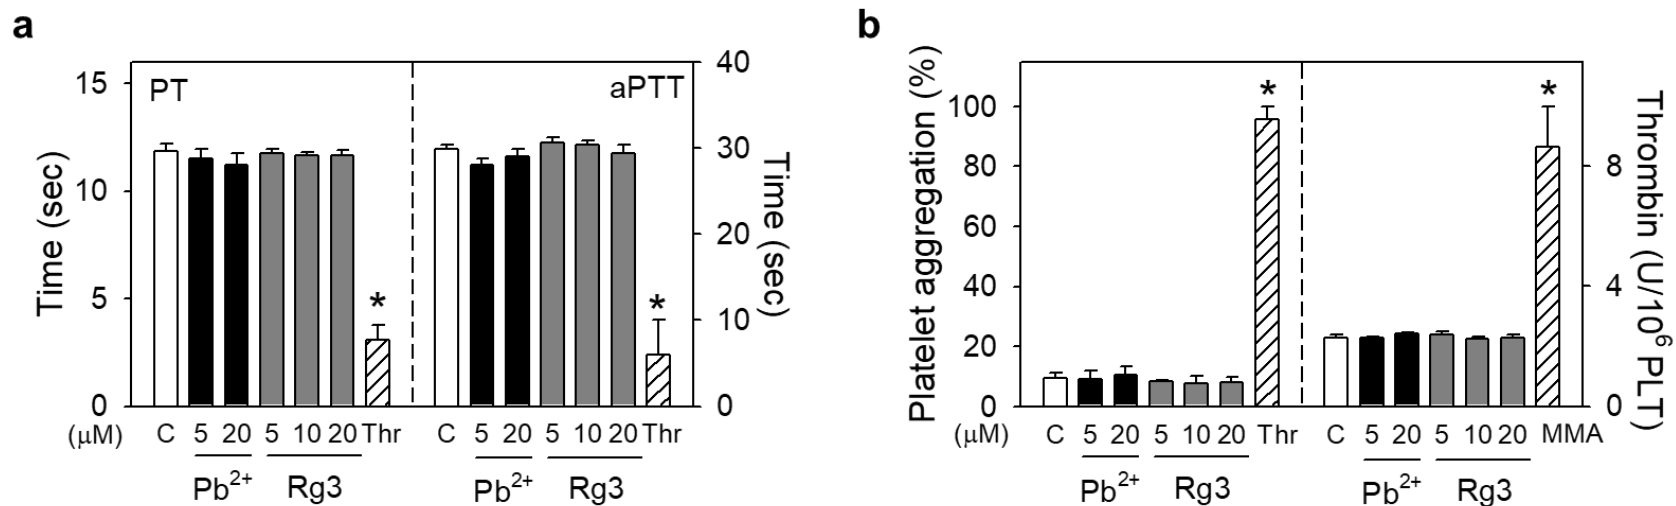 a
PT
aPTT
Time (sec)
15
10
5
0
40
30
20
10
0
Time (sec)
*
*
(μM) C 5 20 5 10 20 Thr C 5 20 5 10 20 Thr
Pb2+ Rg3 Pb2+ Rg3
b
Platelet aggregation (%)
100
80
60
40
20
0
8
4
0
Thrombin (U/10^6 PLT)
*
*
(μM) C 5 20 5 10 20 Thr C 5 20 5 10 20 MMA
Pb2+ Rg3 Pb2+ Rg3